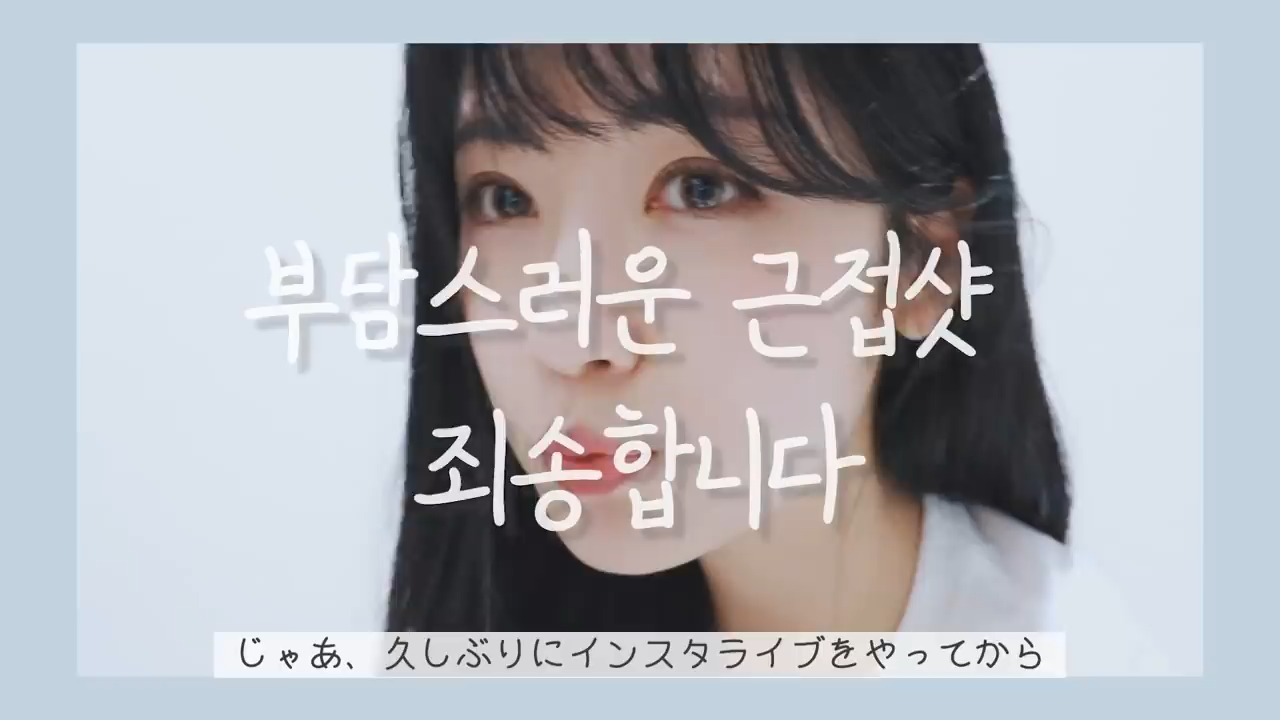 부담스러운 근접샷
죄송합니다
じゃあ、久しぶりにインスタライブをやってから